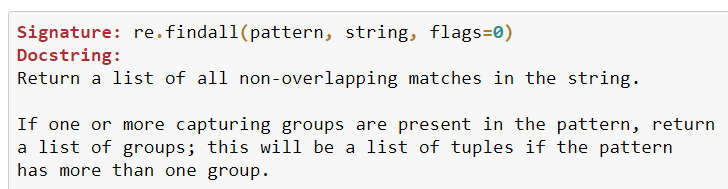 Signature: re.findall(pattern, string, flags=0)
Docstring:
Return a list of all non-overlapping matches in the string.
If one or more capturing groups are present in the pattern, return
a list of groups; this will be a list of tuples if the pattern
has more than one group.